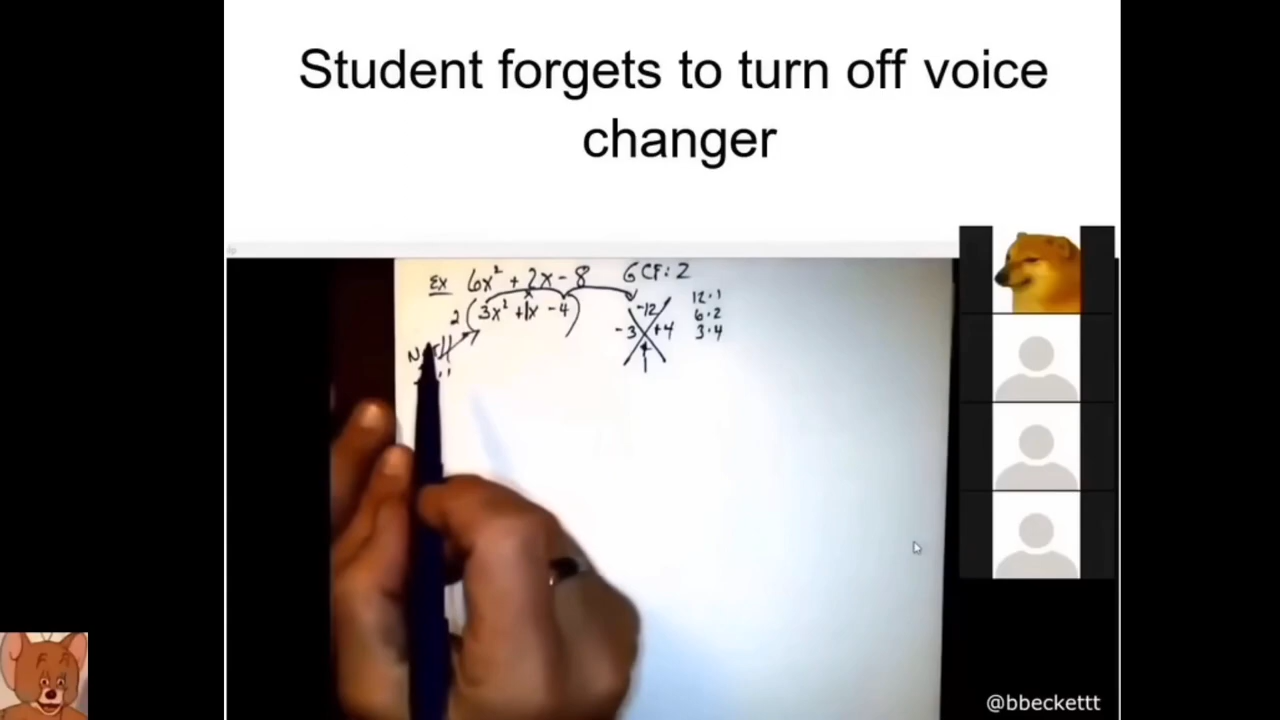 Student forgets to turn off voice
changer
Ex 6x² + 2x - 8 GCF: 2
2(3x² + 1x - 4)
-12
-3 +4
1
12·1
6·2
3·4
@bbeckettt